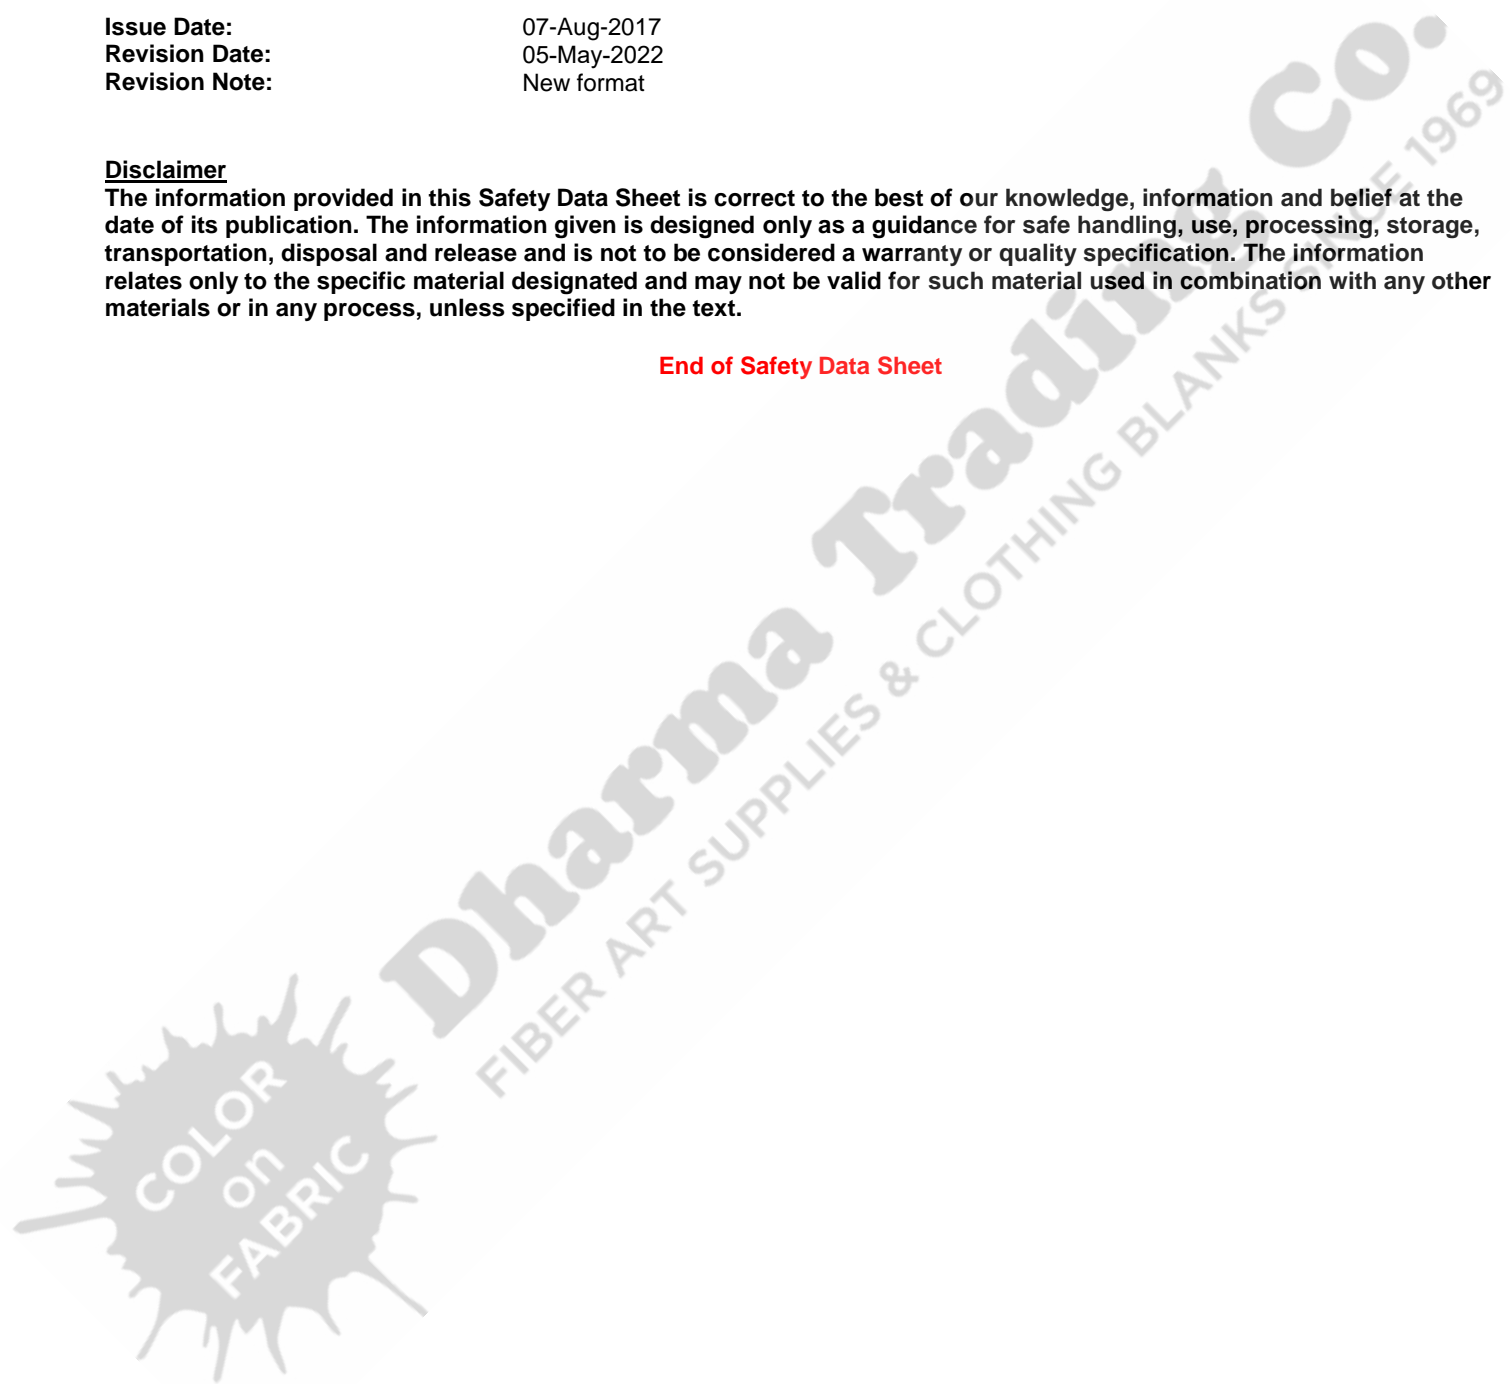 Issue Date: 07-Aug-2017
Revision Date: 05-May-2022
Revision Note: New format
Disclaimer
The information provided in this Safety Data Sheet is correct to the best of our knowledge, information and belief at the
date of its publication. The information given is designed only as a guidance for safe handling, use, processing, storage,
transportation, disposal and release and is not to be considered a warranty or quality specification. The information
relates only to the specific material designated and may not be valid for such material used in combination with any other
materials or in any process, unless specified in the text.
End of Safety Data Sheet
Dharma Trading Co.
FIBER ART SUPPLIES & CLOTHING BLANKS SINCE 1969
COLOR
on
FABRIC